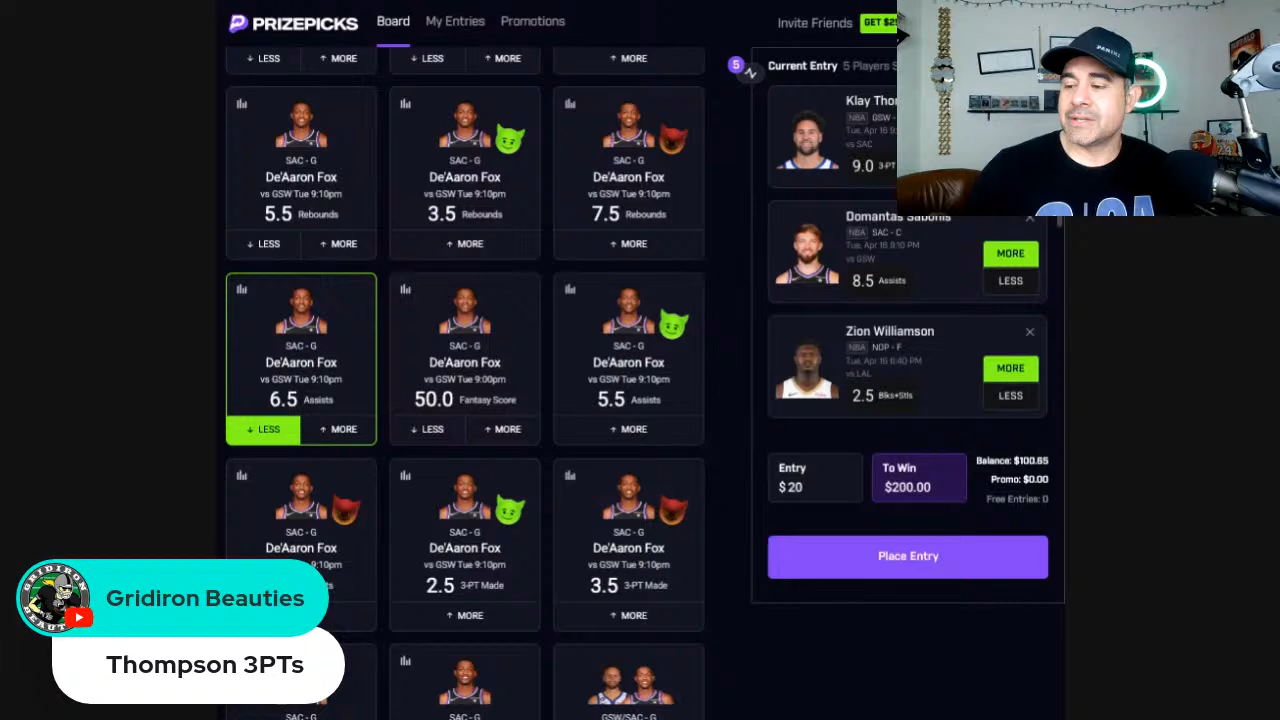 PRIZEPICKS
Board
My Entries
Promotions
Invite Friends
↓ LESS
↑ MORE
↓ LESS
↑ MORE
↑ MORE
SAC - G
De'Aaron Fox
vs GSW Tue 9:10pm
5.5 Rebounds
↓ LESS
↑ MORE
SAC - G
De'Aaron Fox
vs GSW Tue 9:10pm
3.5 Rebounds
↑ MORE
SAC - G
De'Aaron Fox
vs GSW Tue 9:10pm
7.5 Rebounds
↑ MORE
SAC - G
De'Aaron Fox
vs GSW Tue 9:10pm
6.5 Assists
↓ LESS
↑ MORE
SAC - G
De'Aaron Fox
vs GSW Tue 9:00pm
50.0 Fantasy Score
↓ LESS
↑ MORE
SAC - G
De'Aaron Fox
vs GSW Tue 9:10pm
5.5 Assists
↑ MORE
SAC - G
De'Aaron Fox
SAC - G
De'Aaron Fox
vs GSW Tue 9:10pm
2.5 3-PT Made
↑ MORE
SAC - G
De'Aaron Fox
vs GSW Tue 9:10pm
3.5 3-PT Made
↑ MORE
SAC - G
SAC - G
GSW/SAC - G
5
Current Entry 5 Players S
Klay Tho
NBA GSW -
Tue, Apr 16 9:
vs SAC
9.0 3-PT
Domantas Sabonis
NBA SAC - C
Tue, Apr 16 9:10 PM
vs GSW
8.5 Assists
MORE
LESS
Zion Williamson
NBA NOP - F
Tue, Apr 16 6:40 PM
vs LAL
2.5 Blks+Stls
MORE
LESS
Entry
$ 20
To Win
$200.00
Balance: $100.65
Promo: $0.00
Free Entries: 0
Place Entry
Gridiron Beauties
Thompson 3PTs